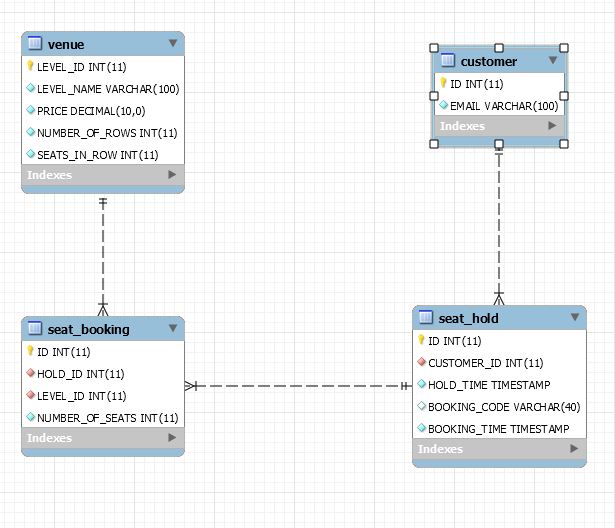 venue
LEVEL_ID INT(11)
LEVEL_NAME VARCHAR(100)
PRICE DECIMAL(10,0)
NUMBER_OF_ROWS INT(11)
SEATS_IN_ROW INT(11)
Indexes
customer
ID INT(11)
EMAIL VARCHAR(100)
Indexes
seat_booking
ID INT(11)
HOLD_ID INT(11)
LEVEL_ID INT(11)
NUMBER_OF_SEATS INT(11)
Indexes
seat_hold
ID INT(11)
CUSTOMER_ID INT(11)
HOLD_TIME TIMESTAMP
BOOKING_CODE VARCHAR(40)
BOOKING_TIME TIMESTAMP
Indexes